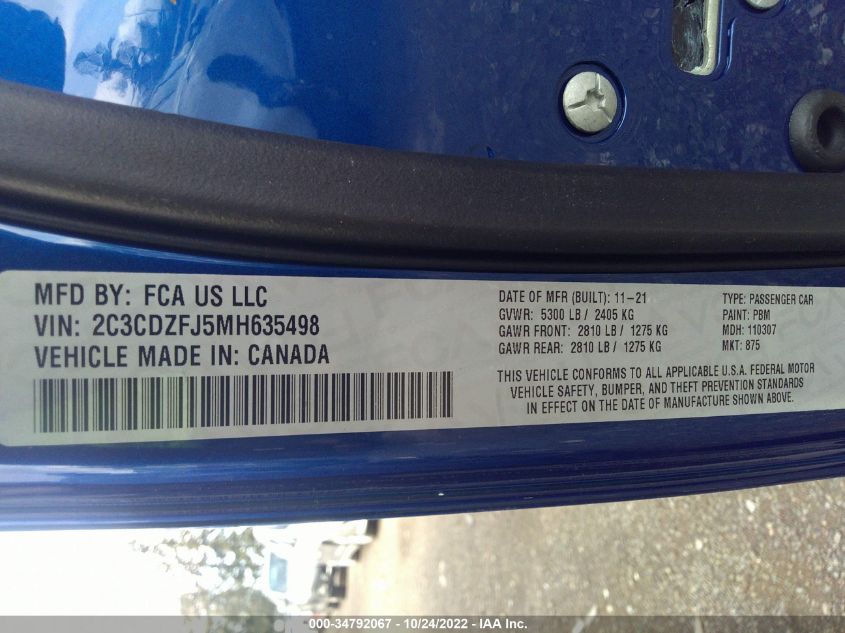 MFD BY: FCA US LLC
VIN: 2C3CDZFJ5MH635498
VEHICLE MADE IN: CANADA
DATE OF MFR (BUILT): 11-21
GVWR: 5300 LB / 2405 KG
GAWR FRONT: 2810 LB / 1275 KG
GAWR REAR: 2810 LB / 1275 KG
TYPE: PASSENGER CAR
PAINT: PBM
MDH: 110307
MKT: 875
THIS VEHICLE CONFORMS TO ALL APPLICABLE U.S.A. FEDERAL MOTOR
VEHICLE SAFETY, BUMPER, AND THEFT PREVENTION STANDARDS
IN EFFECT ON THE DATE OF MANUFACTURE SHOWN ABOVE.
000-34792067 - 10/24/2022 - IAA Inc.